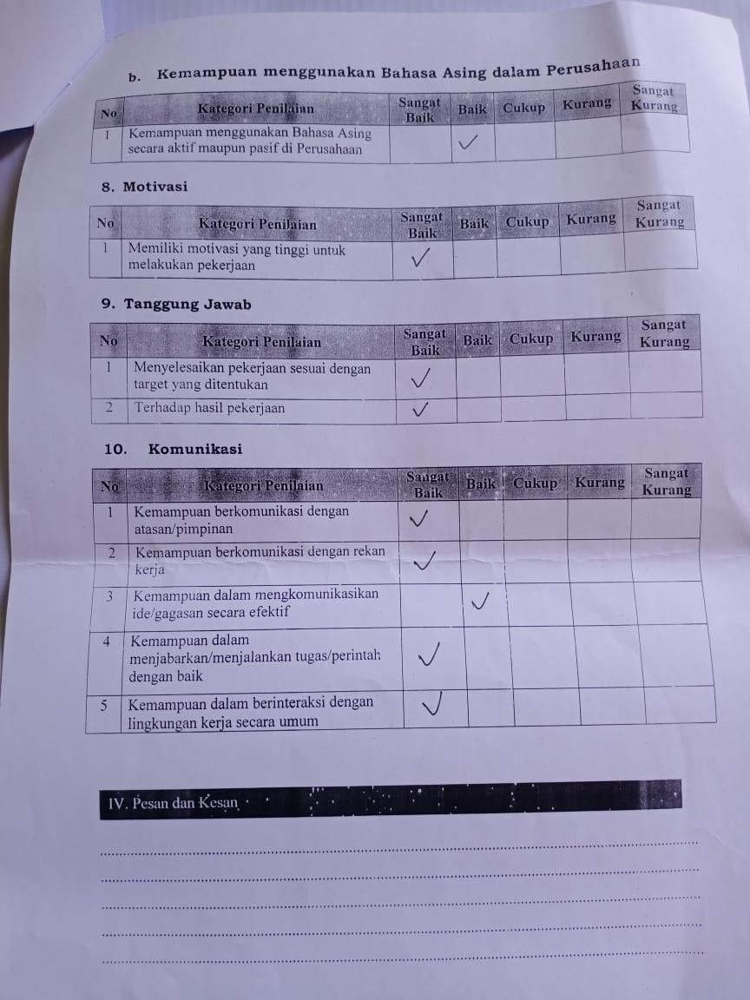 b. Kemampuan menggunakan Bahasa Asing dalam Perusahaan
No Kategori Penilaian Sangat Baik Baik Cukup Kurang Sangat Kurang
1 Kemampuan menggunakan Bahasa Asing ✓
secara aktif maupun pasif di Perusahaan
8. Motivasi
No Kategori Penilaian Sangat Baik Baik Cukup Kurang Sangat Kurang
1 Memiliki motivasi yang tinggi untuk ✓
melakukan pekerjaan
9. Tanggung Jawab
No Kategori Penilaian Sangat Baik Baik Cukup Kurang Sangat Kurang
1 Menyelesaikan pekerjaan sesuai dengan ✓
target yang ditentukan
2 Terhadap hasil pekerjaan ✓
10. Komunikasi
No Kategori Penilaian Sangat Baik Baik Cukup Kurang Sangat Kurang
1 Kemampuan berkomunikasi dengan ✓
atasan/pimpinan
2 Kemampuan berkomunikasi dengan rekan ✓
kerja
3 Kemampuan dalam mengkomunikasikan ✓
ide/gagasan secara efektif
4 Kemampuan dalam
menjabarkan/menjalankan tugas/perintah ✓
dengan baik
5 Kemampuan dalam berinteraksi dengan ✓
lingkungan kerja secara umum
IV. Pesan dan Kesan